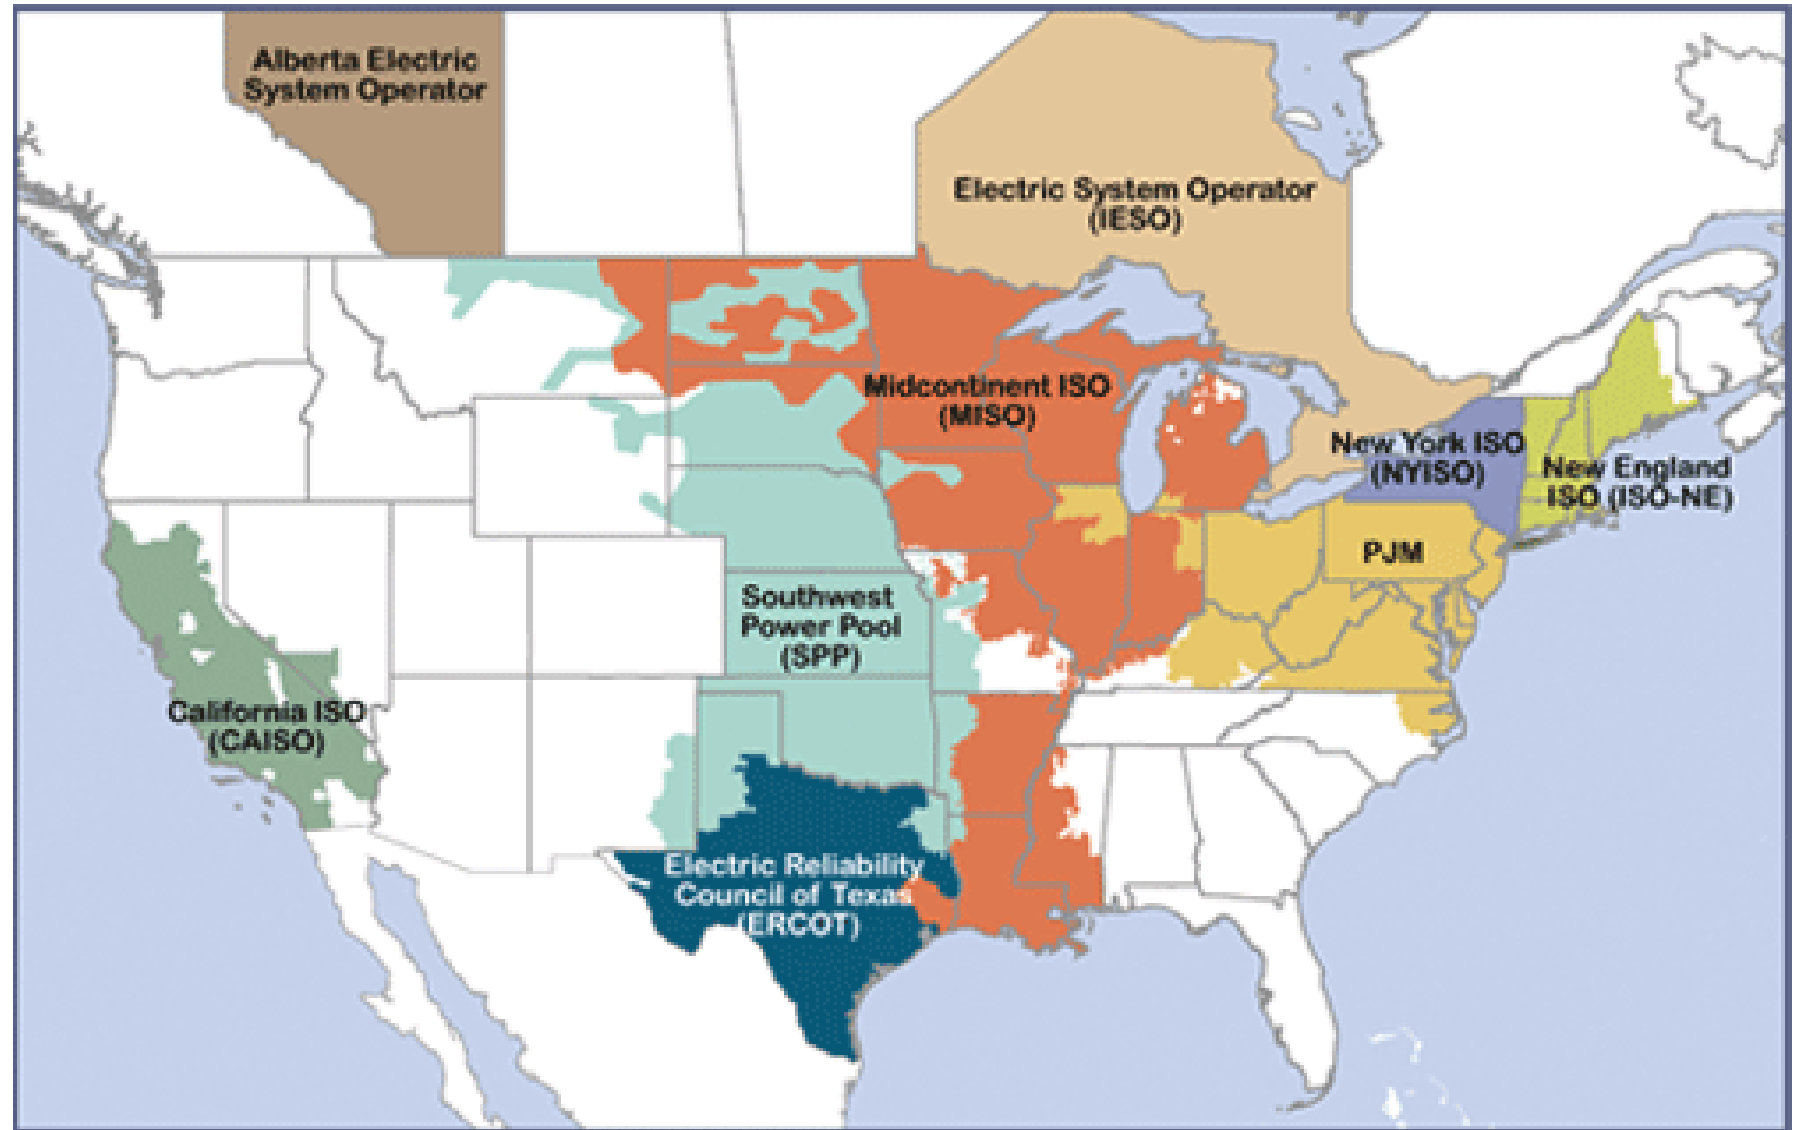 Alberta Electric
System Operator
Electric System Operator
(IESO)
Midcontinent ISO
(MISO)
New York ISO
(NYISO)
New England
ISO (ISO-NE)
PJM
Southwest
Power Pool
(SPP)
California ISO
(CAISO)
Electric Reliability
Council of Texas
(ERCOT)